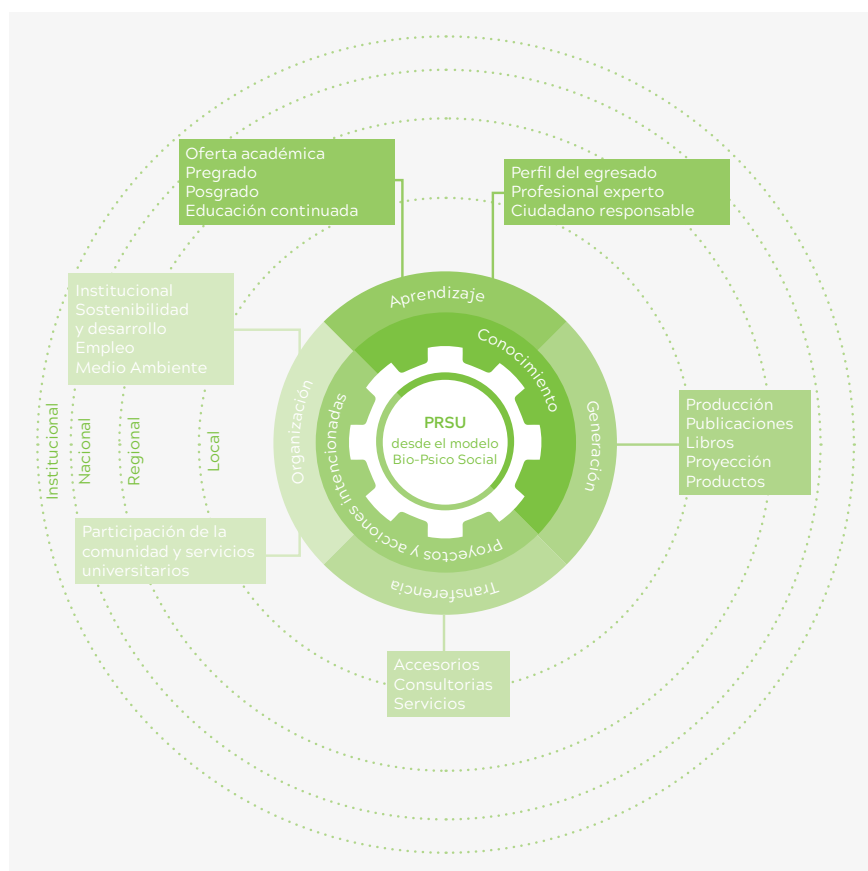 Oferta académica
Pregrado
Posgrado
Educación continuada
Perfil del egresado
Profesional experto
Ciudadano responsable
Institucional
Sostenibilidad
y desarrollo
Empleo
Medio Ambiente
Aprendizaje
Conocimiento
Organización
Proyectos y acciones intencionadas
PRSU
desde el modelo
Bio-Psico Social
Generación
Producción
Publicaciones
Libros
Proyección
Productos
Institucional
Nacional
Regional
Local
Participación de la
comunidad y servicios
universitarios
Transferencia
Accesorios
Consultorias
Servicios